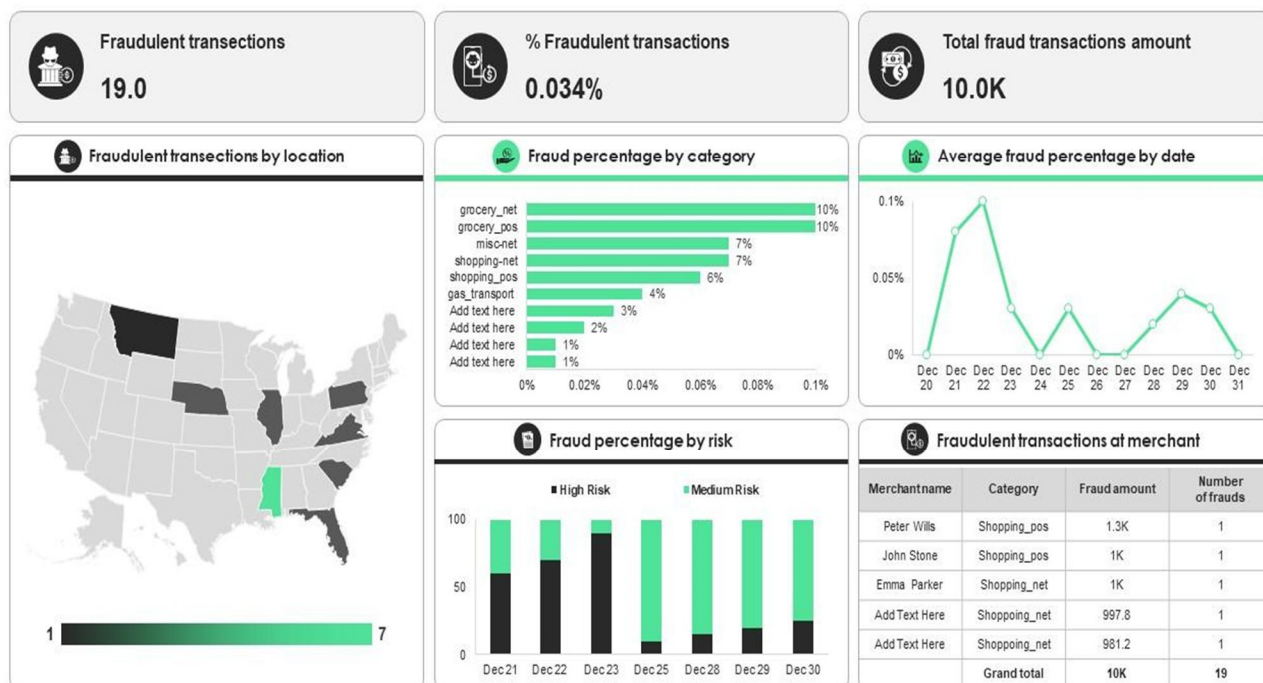 Fraudulent transections
19.0
% Fraudulent transactions
0.034%
Total fraud transactions amount
10.0K
Fraudulent transections by location
1
7
Fraud percentage by category
grocery_net 10%
grocery_pos 10%
misc-net 7%
shopping-net 7%
shopping_pos 6%
gas_transport 4%
Add text here 3%
Add text here 2%
Add text here 1%
Add text here 1%
0% 0.02% 0.04% 0.06% 0.08% 0.1%
Average fraud percentage by date
0.1%
0.05%
0%
Dec Dec Dec Dec Dec Dec Dec Dec Dec Dec Dec Dec
20 21 22 23 24 25 26 27 28 29 30 31
Fraud percentage by risk
High Risk Medium Risk
100
50
0
Dec 21 Dec 22 Dec 23 Dec 25 Dec 28 Dec 29 Dec 30
Fraudulent transactions at merchant
Merchant name Category Fraud amount Number of frauds
Peter Wills Shopping_pos 1.3K 1
John Stone Shopping_pos 1K 1
Emma Parker Shopping_net 1K 1
Add Text Here Shoppoing_net 997.8 1
Add Text Here Shoppoing_net 981.2 1
Grand total 10K 19